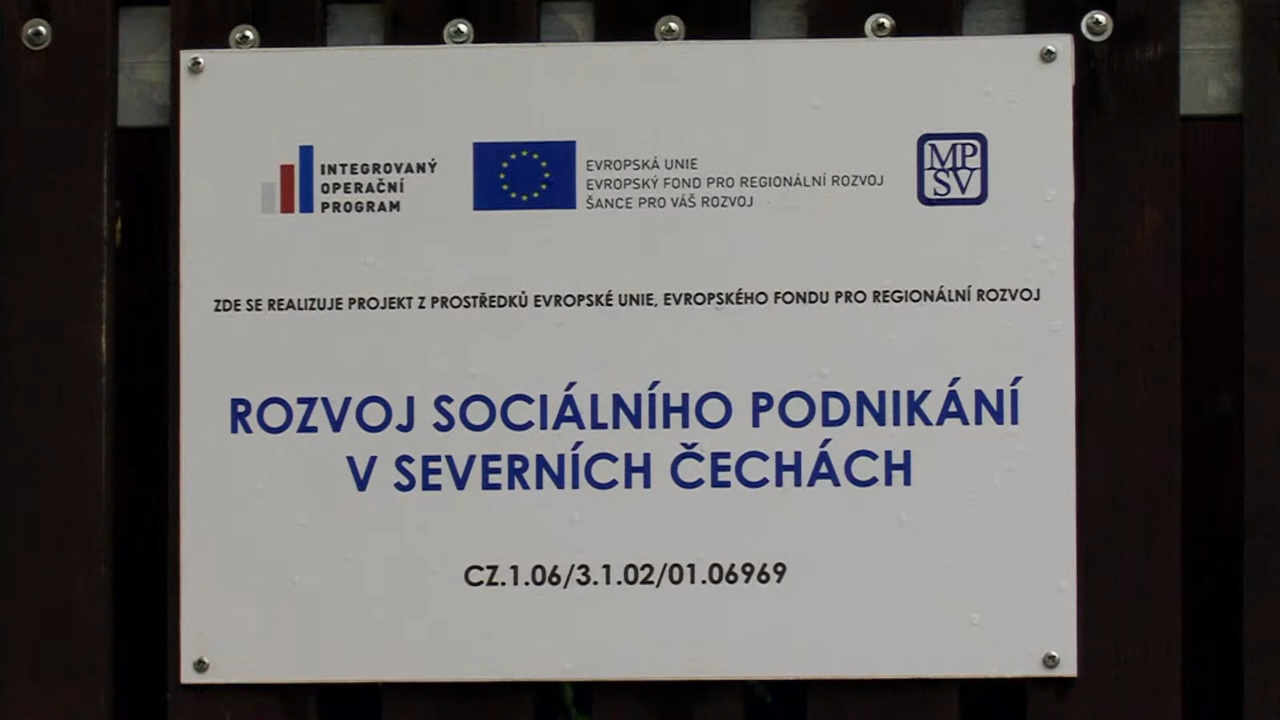 INTEGROVANÝ
OPERAČNÍ
PROGRAM
EVROPSKÁ UNIE
EVROPSKÝ FOND PRO REGIONÁLNÍ ROZVOJ
ŠANCE PRO VÁŠ ROZVOJ
MP
SV
ZDE SE REALIZUJE PROJEKT Z PROSTŘEDKŮ EVROPSKÉ UNIE, EVROPSKÉHO FONDU PRO REGIONÁLNÍ ROZVOJ
ROZVOJ SOCIÁLNÍHO PODNIKÁNÍ
V SEVERNÍCH ČECHÁCH
CZ.1.06/3.1.02/01.06969